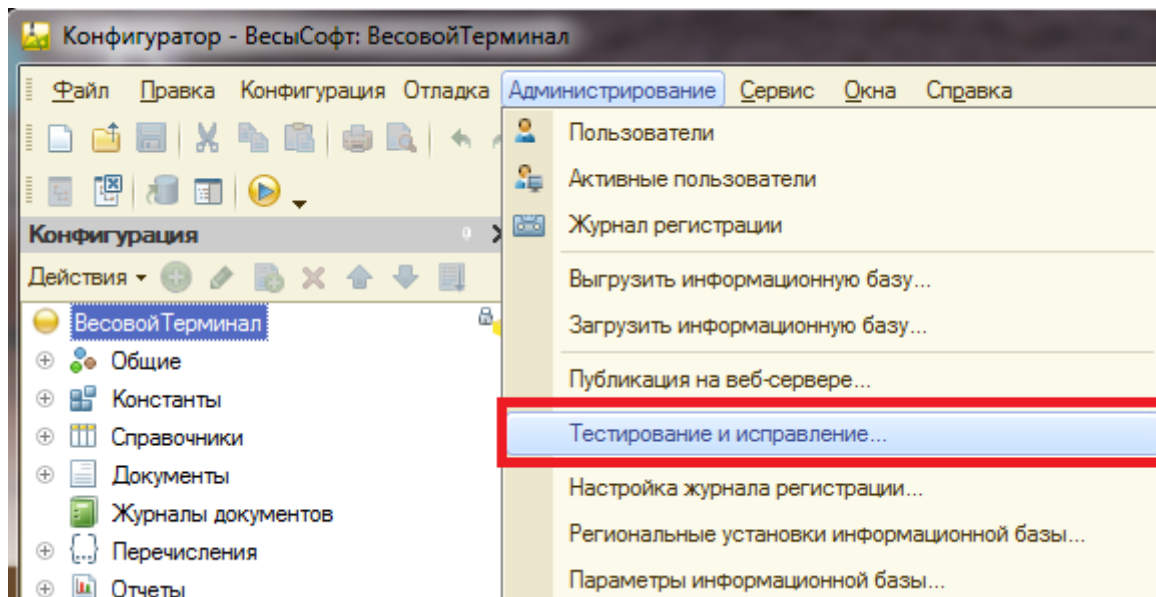 Конфигуратор - ВесыСофт: ВесовойТерминал
Файл Правка Конфигурация Отладка Администрирование Сервис Окна Справка
Пользователи
Активные пользователи
Журнал регистрации
Выгрузить информационную базу...
Загрузить информационную базу...
Публикация на веб-сервере...
Тестирование и исправление...
Настройка журнала регистрации...
Региональные установки информационной базы...
Параметры информационной базы...
Конфигурация
Действия
ВесовойТерминал
Общие
Константы
Справочники
Документы
Журналы документов
Перечисления
Отчеты